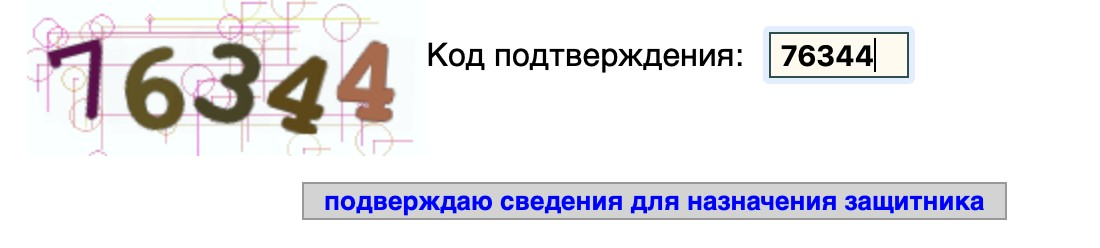 76344 Код подтверждения: 76344
подверждаю сведения для назначения защитника